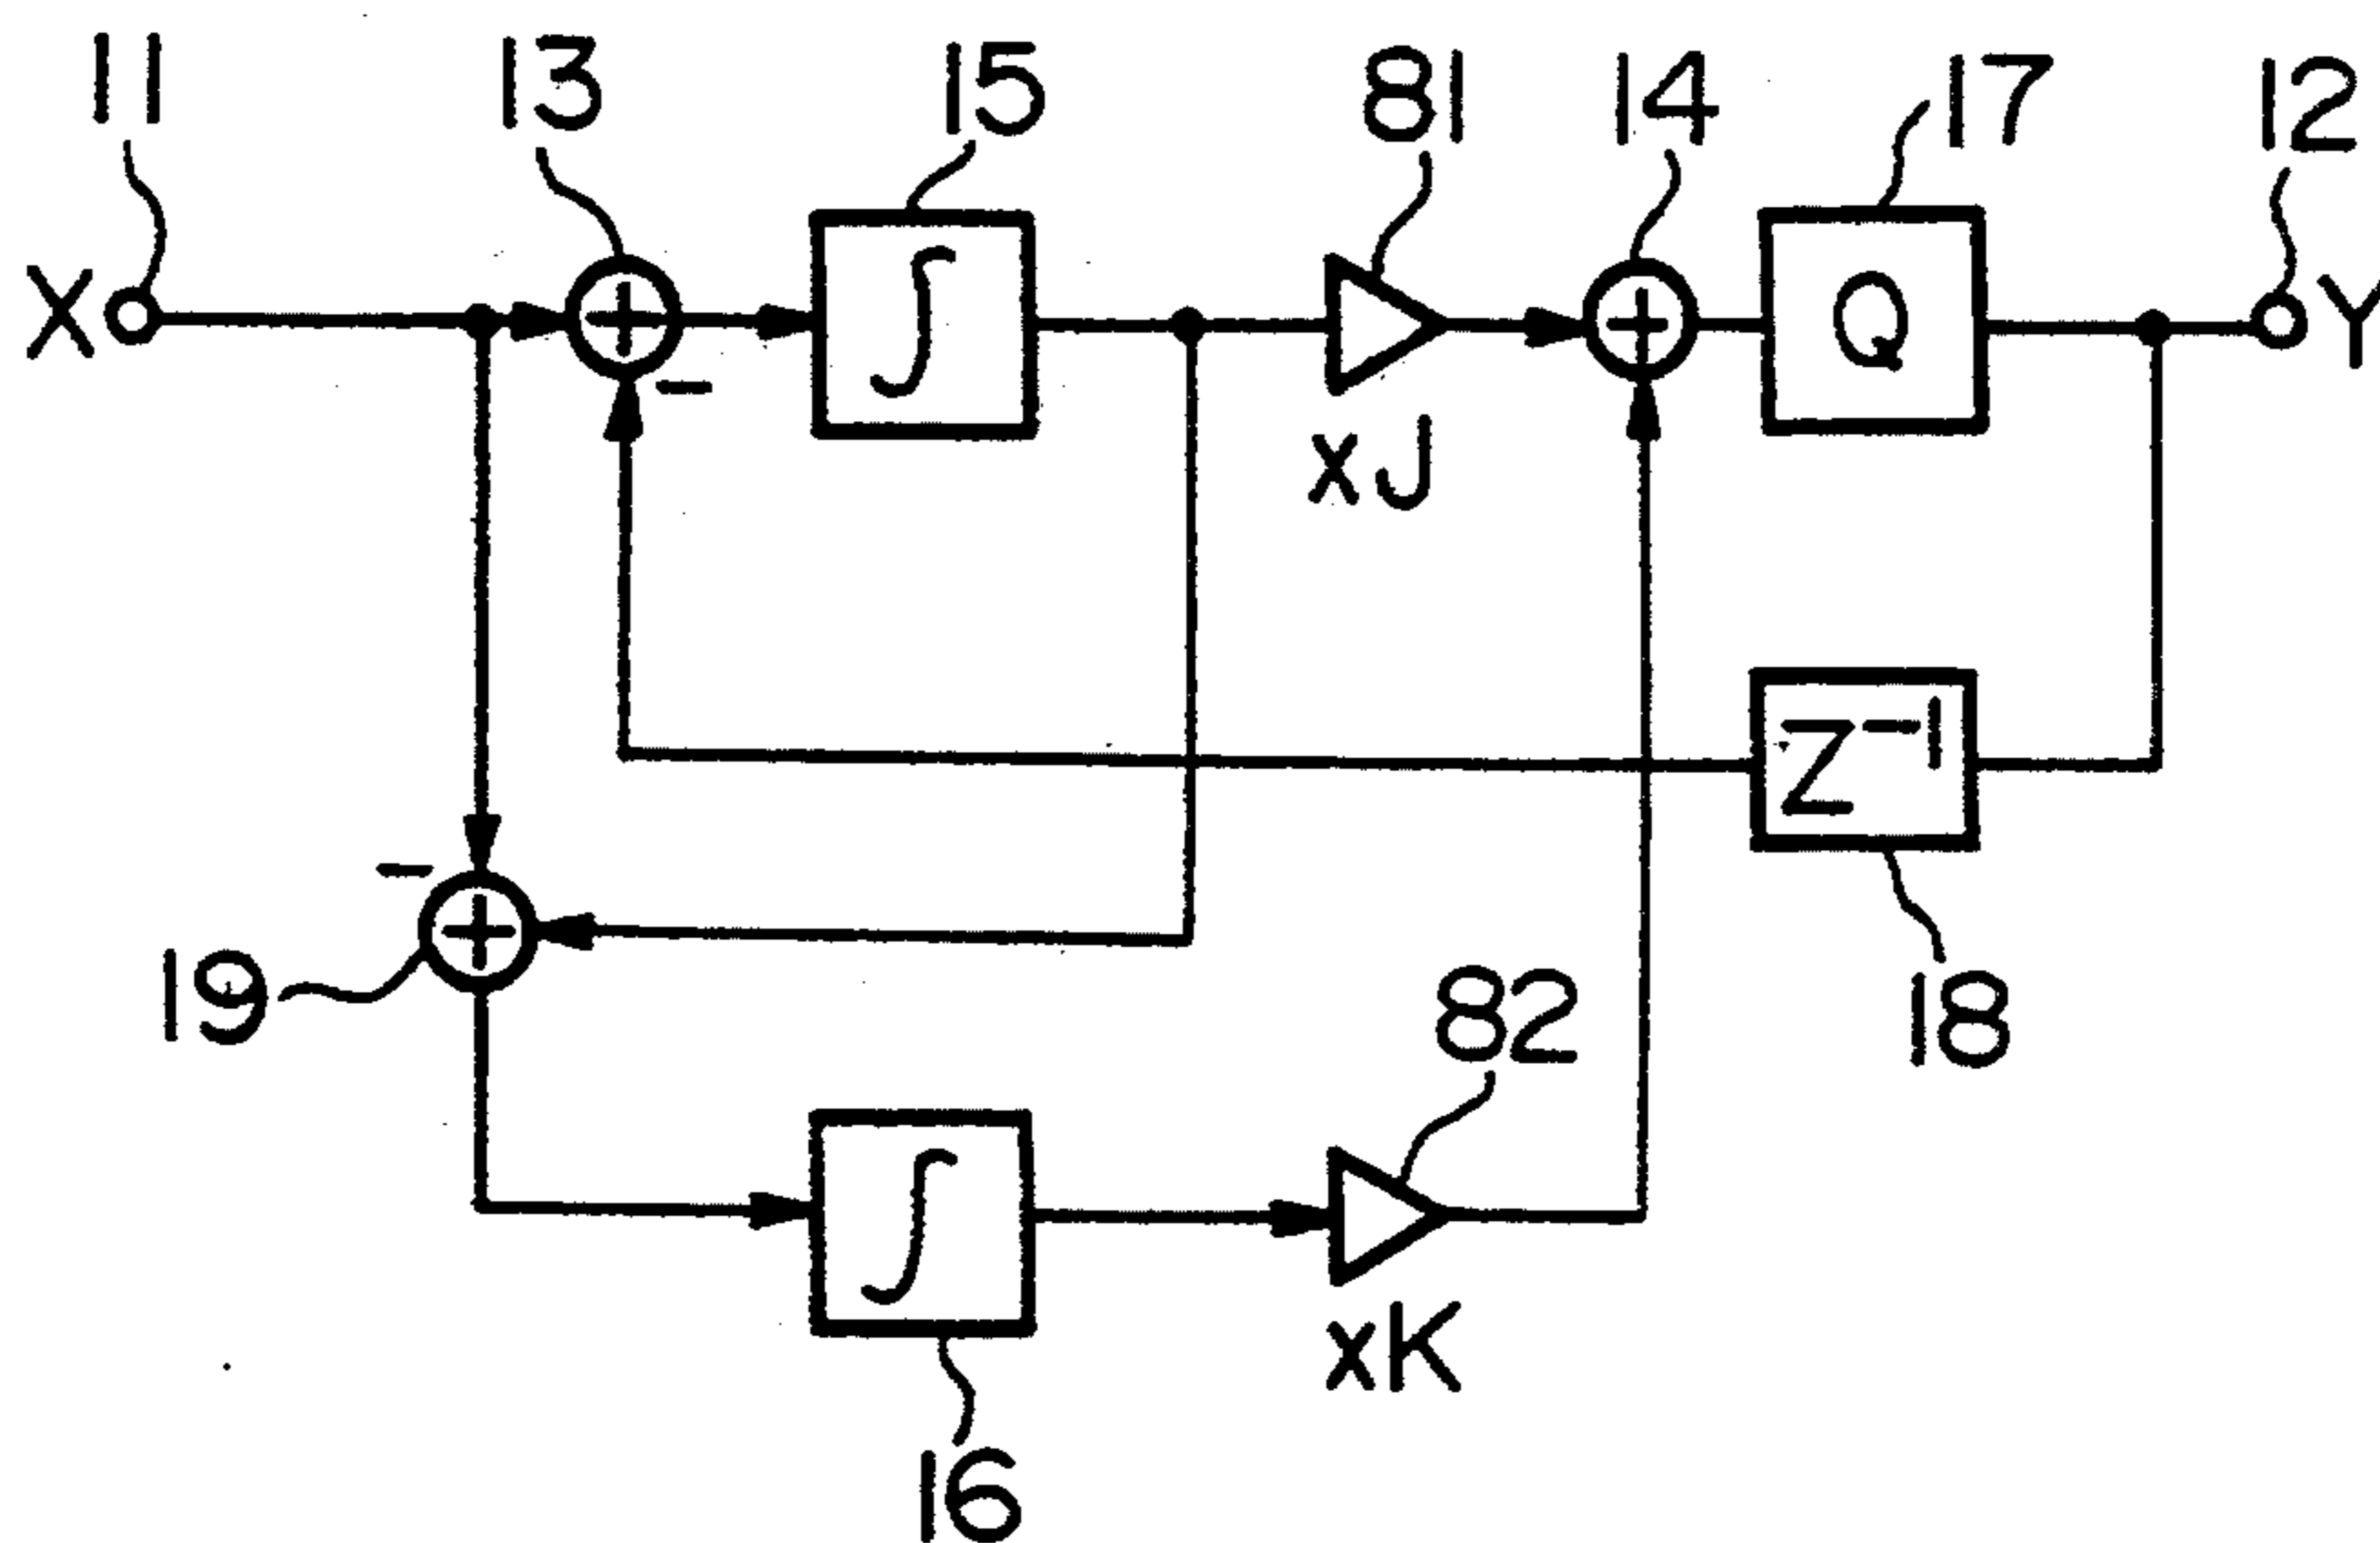 11 13 15 81 14 17 12
X + ∫ + Q Y
−
xJ
Z⁻¹
−
+
19 82 18
∫
xK
16